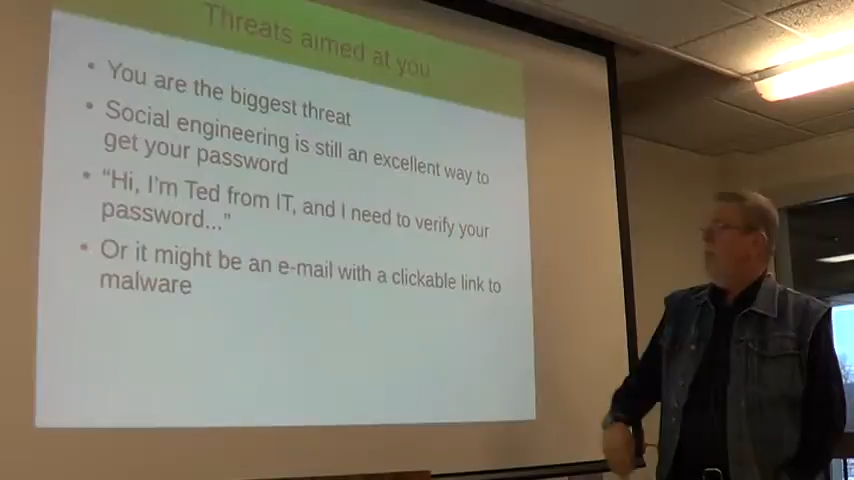 Threats aimed at you
• You are the biggest threat
• Social engineering is still an excellent way to
get your password
• “Hi, I’m Ted from IT, and I need to verify your
password...”
• Or it might be an e-mail with a clickable link to
malware